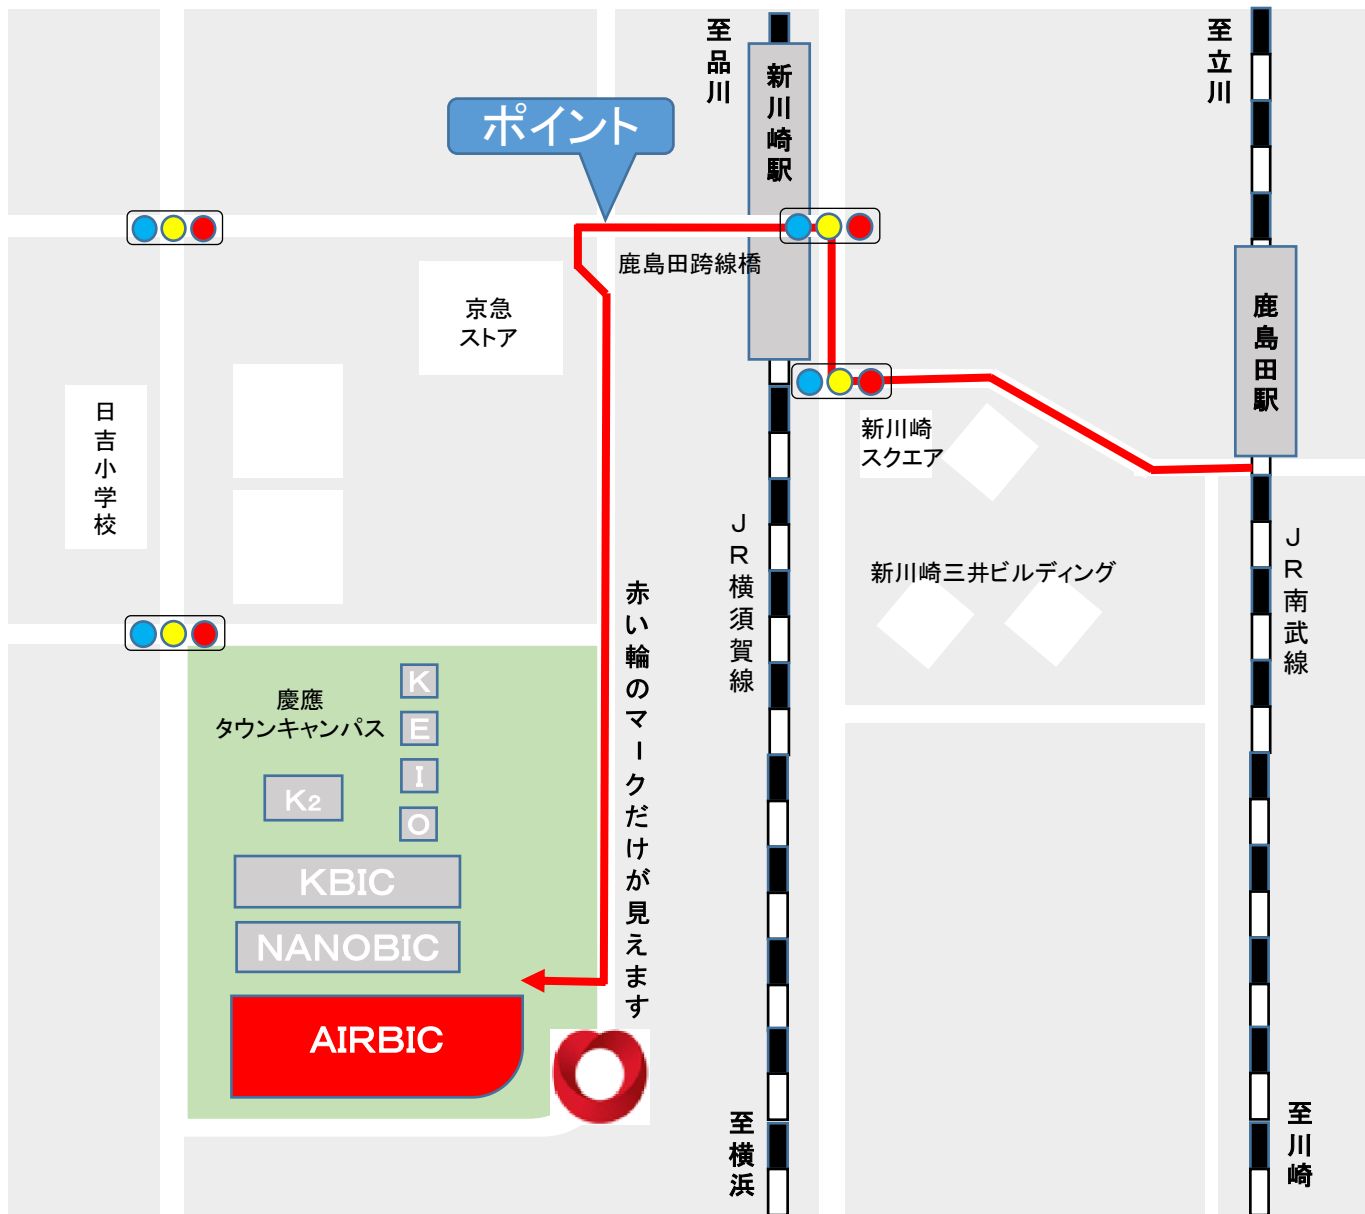 至品川
至立川
新川崎駅
ポイント
鹿島田跨線橋
京急
ストア
鹿島田駅
日吉小学校
新川崎
スクエア
JR横須賀線
JR南武線
新川崎三井ビルディング
赤い輪のマークだけが見えます
慶應
タウンキャンパス
K
E
I
O
K2
KBIC
NANOBIC
AIRBIC
至横浜
至川崎